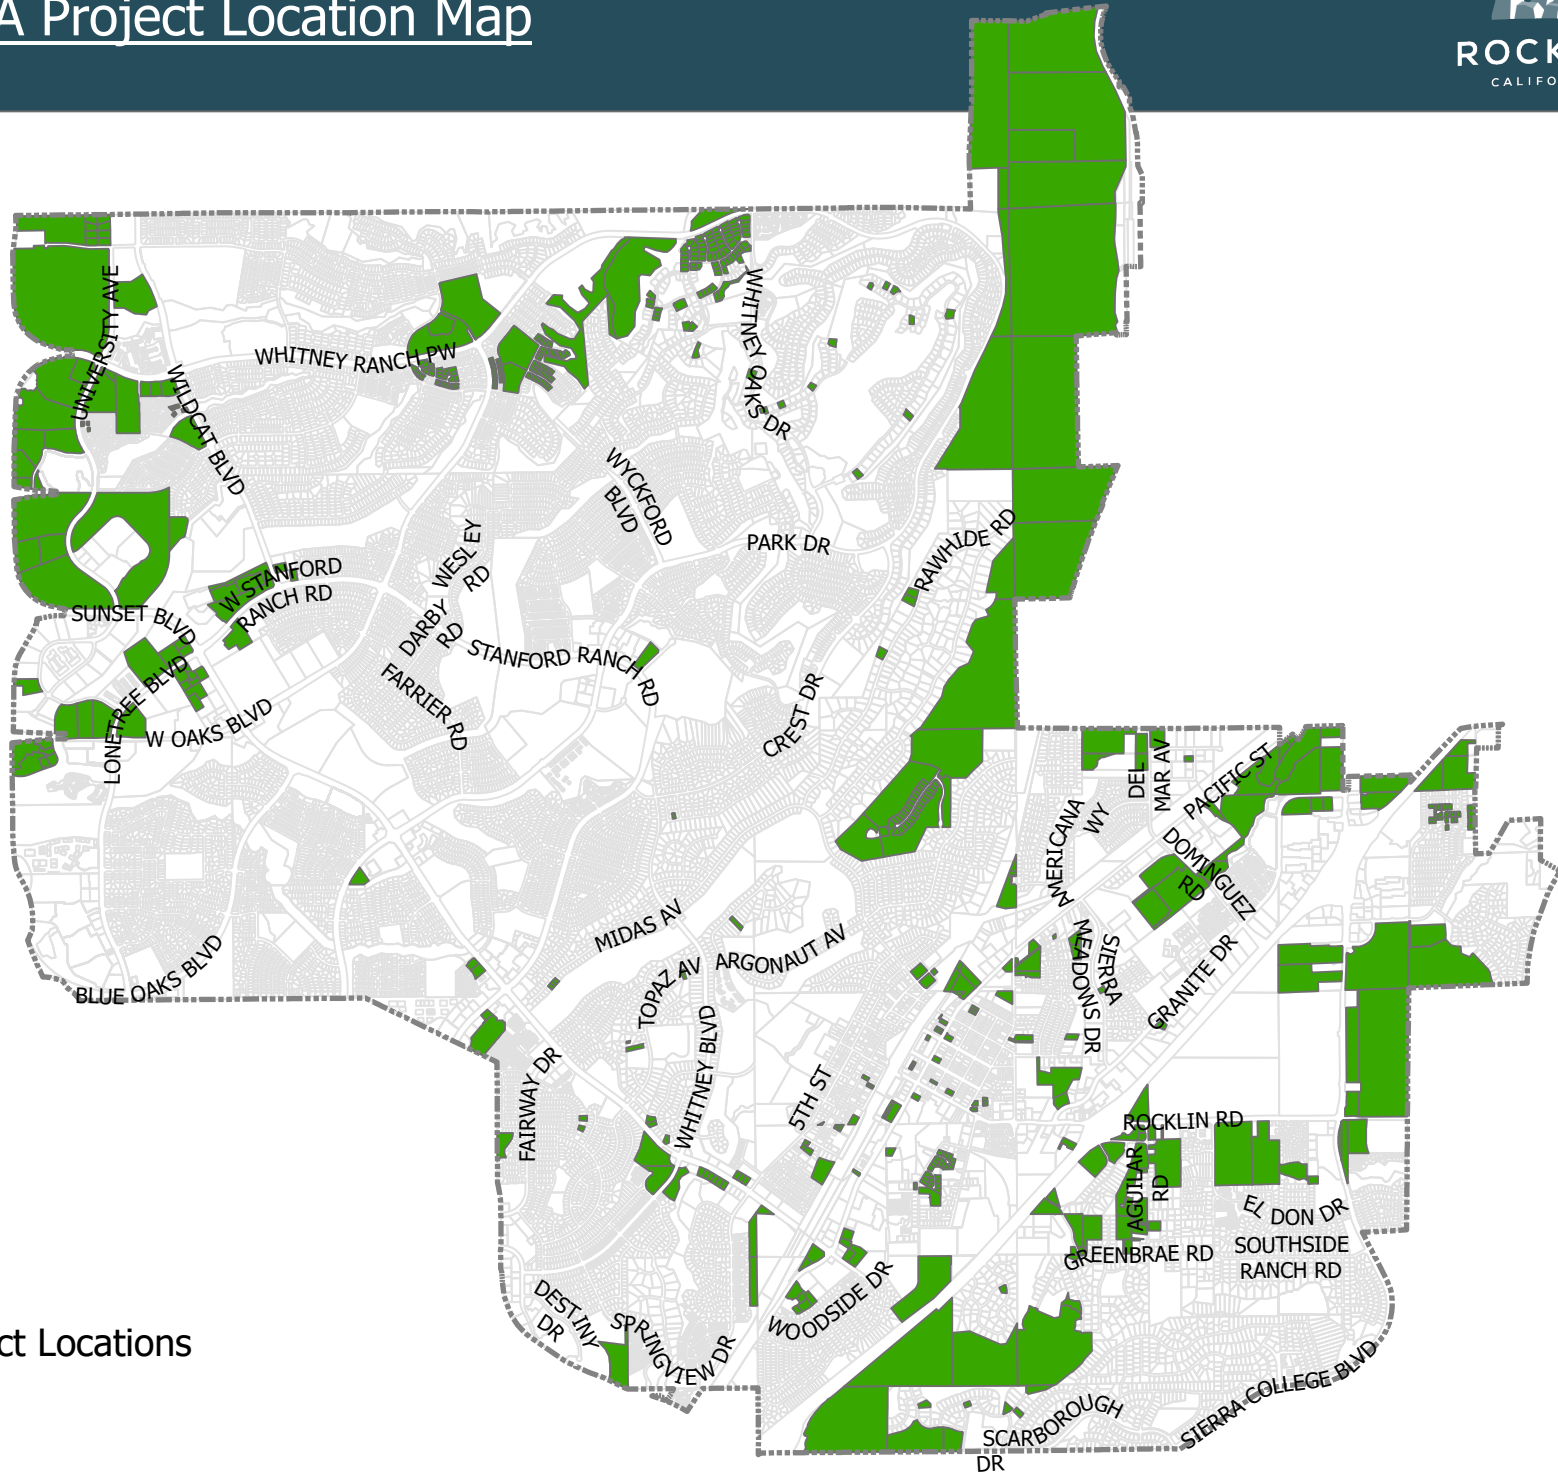 A Project Location Map
ROCK
CALIFO
WHITNEY RANCH PW
UNIVERSITY AVE
WILDCAT BLVD
WHITNEY OAKS DR
WYCKFORD
BLVD
PARK DR
RAWHIDE RD
WESLEY
RD
DARBY
RD
W STANFORD
RANCH RD
SUNSET BLVD
STANFORD RANCH RD
FARRIER RD
LONETREE BLVD
W OAKS BLVD
CREST DR
DEL
MAR AV
PACIFIC ST
AMERICANA
WY
DOMINGUEZ
RD
MIDAS AV
ARGONAUT AV
TOPAZ AV
BLUE OAKS BLVD
SIERRA
MEADOWS DR
GRANITE DR
WHITNEY BLVD
5TH ST
FAIRWAY DR
ROCKLIN RD
AGUILAR
RD
EL DON DR
GREENBRAE RD
SOUTHSIDE
RANCH RD
WOODSIDE DR
DESTINY
DR
SPRINGVIEW DR
ct Locations
SCARBOROUGH
DR
SIERRA COLLEGE BLVD